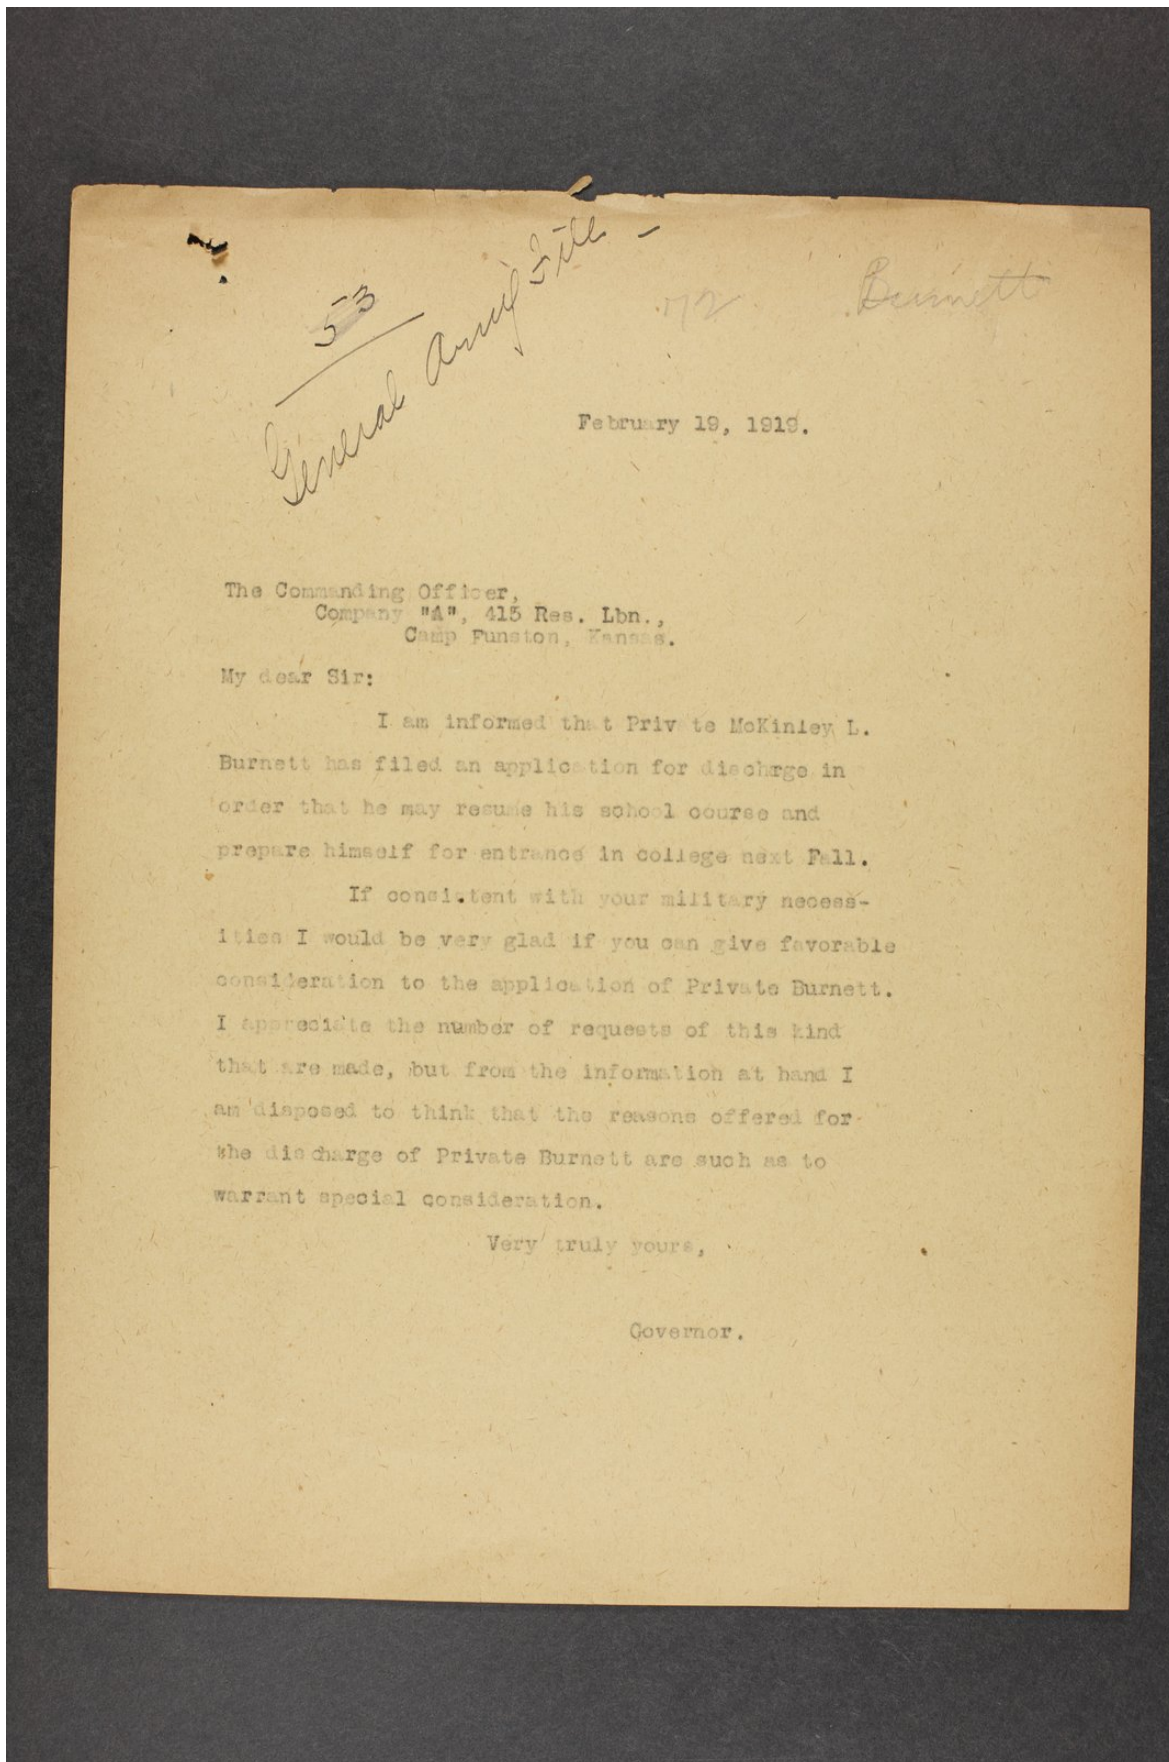 53
General Army File -
172 Burnett
February 19, 1919.
The Commanding Officer,
Company "A", 415 Res. Lbn.,
Camp Funston, Kansas.
My dear Sir:
I am informed that Private McKinley L.
Burnett has filed an application for discharge in
order that he may resume his school course and
prepare himself for entrance in college next Fall.
If consistent with your military necess-
ities I would be very glad if you can give favorable
consideration to the application of Private Burnett.
I appreciate the number of requests of this kind
that are made, but from the information at hand I
am disposed to think that the reasons offered for
the discharge of Private Burnett are such as to
warrant special consideration.
Very truly yours,
Governor.